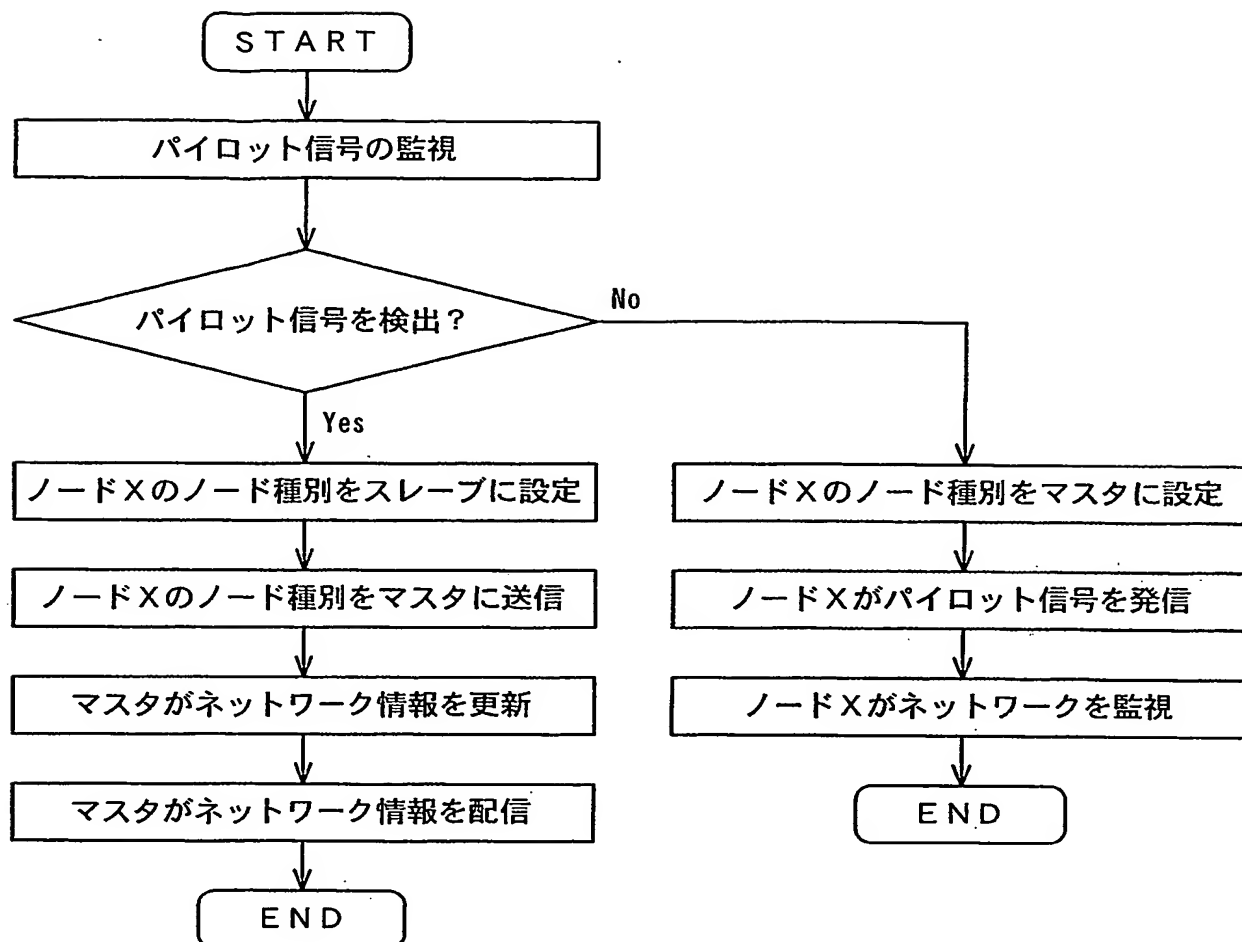 START
パイロット信号の監視
パイロット信号を検出？
No
Yes
ノードXのノード種別をスレーブに設定
ノードXのノード種別をマスタに送信
マスタがネットワーク情報を更新
マスタがネットワーク情報を配信
END
ノードXのノード種別をマスタに設定
ノードXがパイロット信号を発信
ノードXがネットワークを監視
END